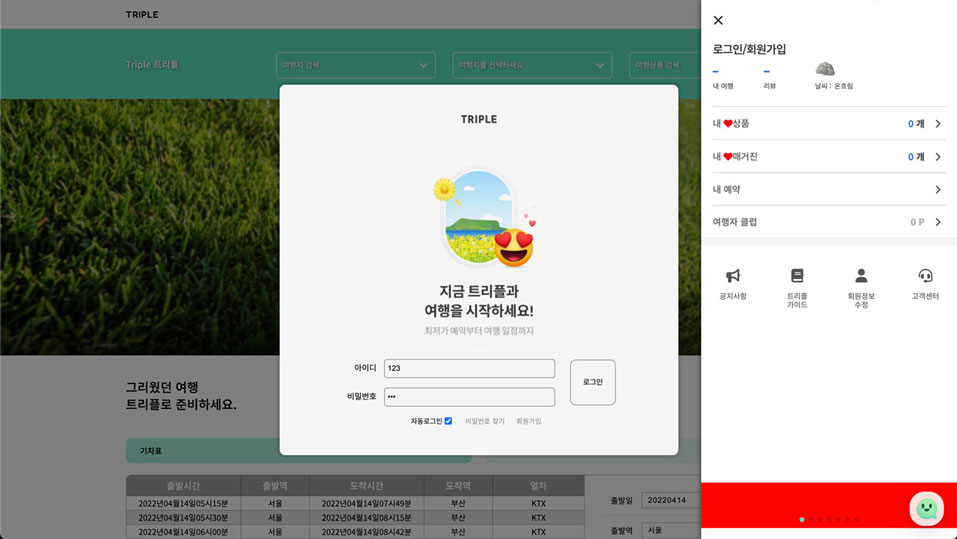 TRIPLE
Triple 트리플
여행지 검색
여행지를 선택하세요
여행상품 검색
TRIPLE
지금 트리플과
여행을 시작하세요!
최저가 예약부터 여행 일정까지
아이디
123
비밀번호
•••
로그인
자동로그인
비밀번호 찾기
회원가입
그리웠던 여행
트리플로 준비하세요.
기차표
출발시간 출발역 도착시간 도착역 열차
2022년04월14일05시15분 서울 2022년04월14일07시49분 부산 KTX
2022년04월14일05시30분 서울 2022년04월14일08시15분 부산 KTX
2022년04월14일06시00분 서울 2022년04월14일08시42분 부산 KTX
출발일 20220414
출발역 서울
로그인/회원가입
-
내 여행
-
리뷰
날씨 : 온흐림
내 ❤상품 0 개
내 ❤매거진 0 개
내 예약
여행자 클럽 0 P
공지사항
트리플
가이드
회원정보
수정
고객센터